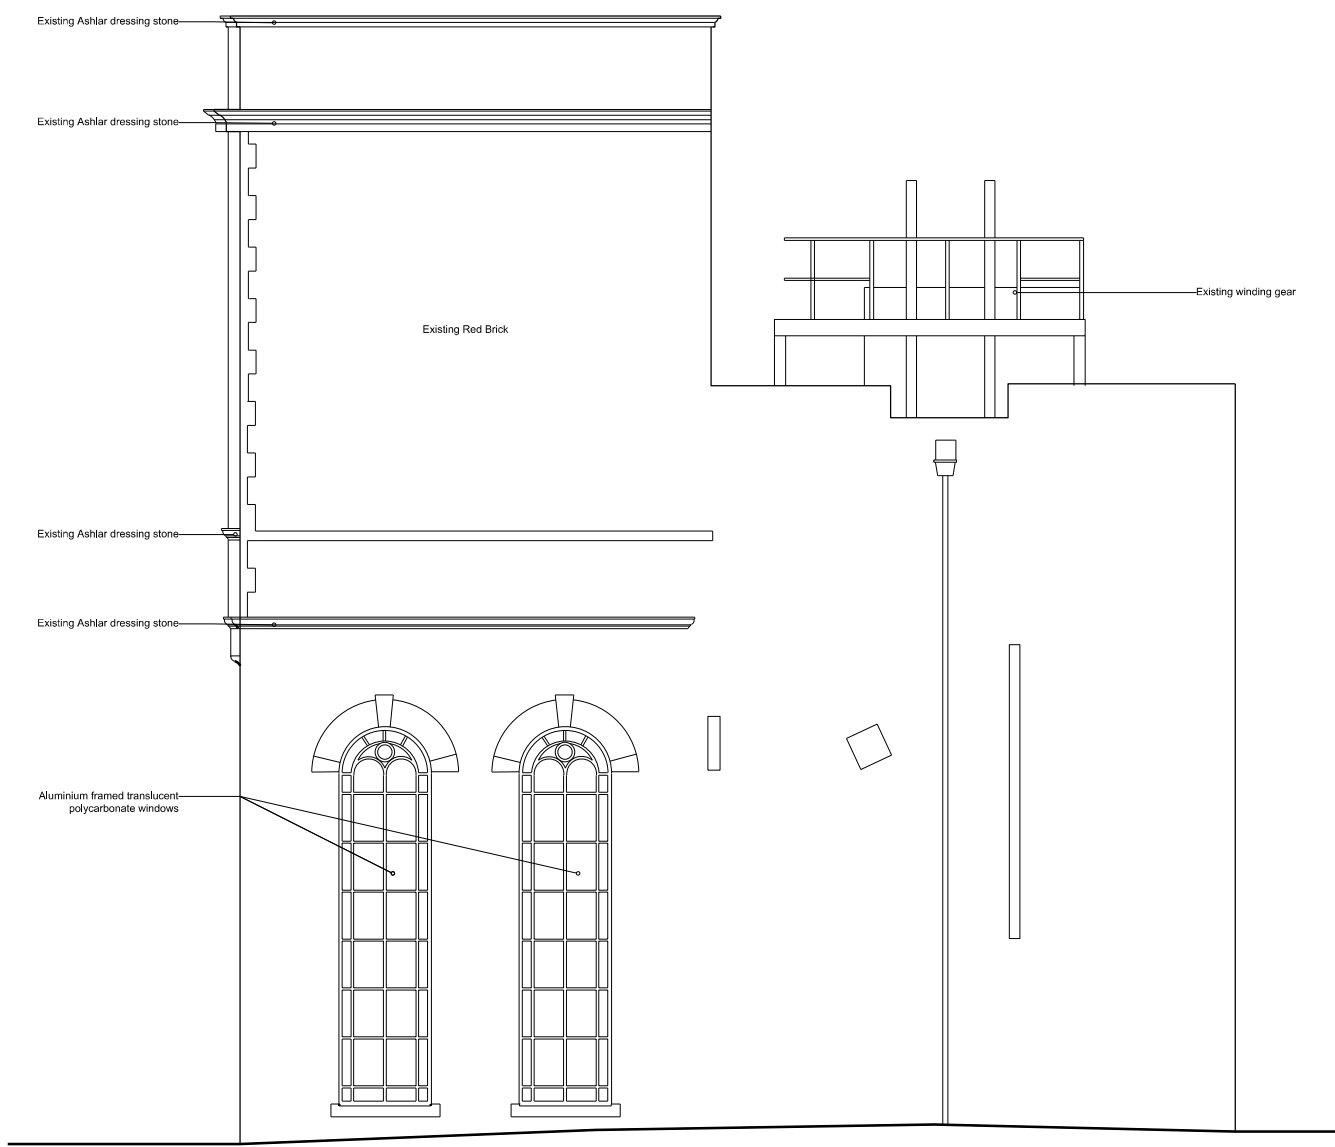 Existing Ashlar dressing stone
Existing Ashlar dressing stone
Existing winding gear
Existing Red Brick
Existing Ashlar dressing stone
Existing Ashlar dressing stone
Aluminium framed translucent
polycarbonate windows